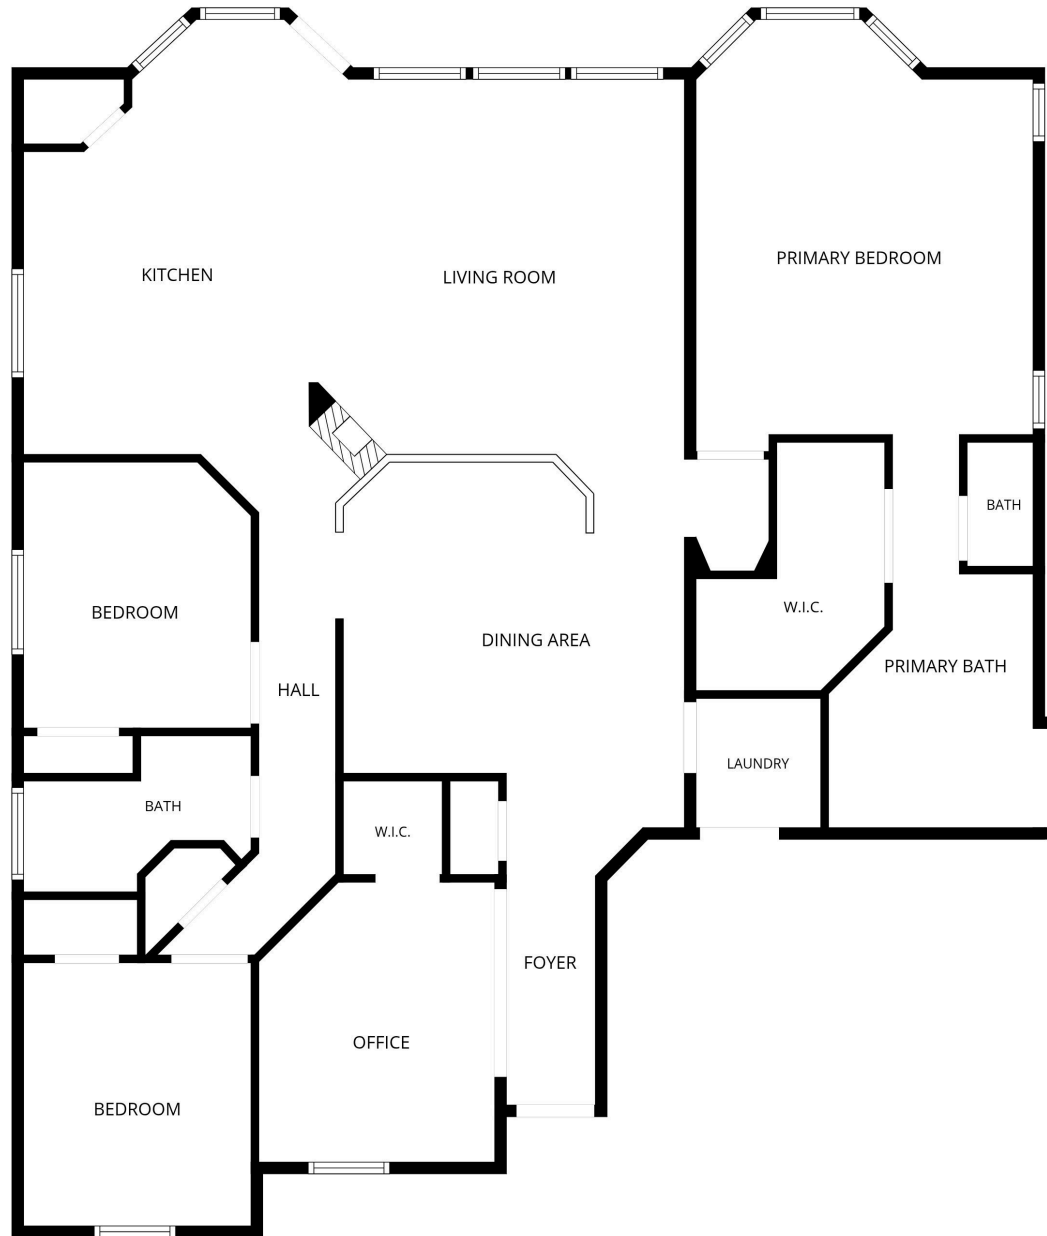 PRIMARY BEDROOM
KITCHEN
LIVING ROOM
BATH
W.I.C.
BEDROOM
DINING AREA
PRIMARY BATH
HALL
LAUNDRY
BATH
W.I.C.
FOYER
OFFICE
BEDROOM